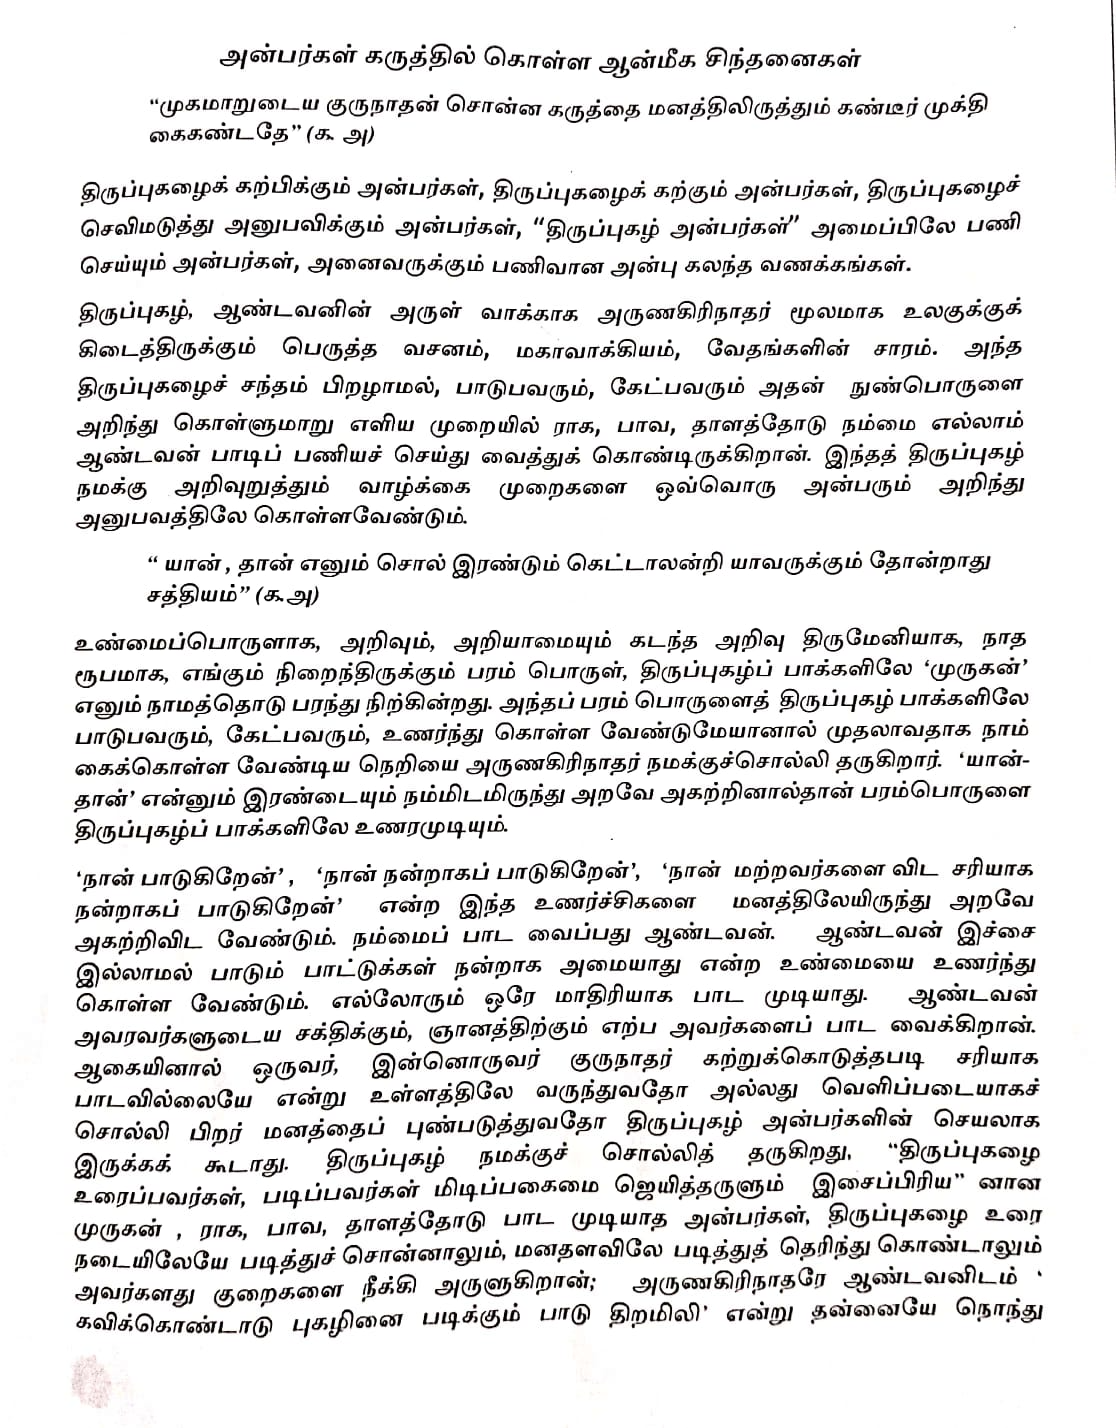 அன்பர்கள் கருத்தில் கொள்ள ஆன்மீக சிந்தனைகள்
“முகமாறுடைய குருநாதன் சொன்ன கருத்தை மனத்திலிருத்தும் கண்டீர் முக்தி
கைகண்டதே” (க. அ)
திருப்புகழைக் கற்பிக்கும் அன்பர்கள், திருப்புகழைக் கற்கும் அன்பர்கள், திருப்புகழைச்
செவிமடுத்து அனுபவிக்கும் அன்பர்கள், “திருப்புகழ் அன்பர்கள்” அமைப்பிலே பணி
செய்யும் அன்பர்கள், அனைவருக்கும் பணிவான அன்பு கலந்த வணக்கங்கள்.
திருப்புகழ், ஆண்டவனின் அருள் வாக்காக அருணகிரிநாதர் மூலமாக உலகுக்குக்
கிடைத்திருக்கும் பெருத்த வசனம், மகாவாக்கியம், வேதங்களின் சாரம். அந்த
திருப்புகழைச் சந்தம் பிறழாமல், பாடுபவரும், கேட்பவரும் அதன் நுண்பொருளை
அறிந்து கொள்ளுமாறு எளிய முறையில் ராக, பாவ, தாளத்தோடு நம்மை எல்லாம்
ஆண்டவன் பாடிப் பணியச் செய்து வைத்துக் கொண்டிருக்கிறான். இந்தத் திருப்புகழ்
நமக்கு அறிவுறுத்தும் வாழ்க்கை முறைகளை ஒவ்வொரு அன்பரும் அறிந்து
அனுபவத்திலே கொள்ளவேண்டும்.
“ யான் , தான் எனும் சொல் இரண்டும் கெட்டாலன்றி யாவருக்கும் தோன்றாது
சத்தியம்” (க.அ)
உண்மைப்பொருளாக, அறிவும், அறியாமையும் கடந்த அறிவு திருமேனியாக, நாத
ரூபமாக, எங்கும் நிறைந்திருக்கும் பரம் பொருள், திருப்புகழ்ப் பாக்களிலே ‘முருகன்’
எனும் நாமத்தொடு பரந்து நிற்கின்றது. அந்தப் பரம் பொருளைத் திருப்புகழ் பாக்களிலே
பாடுபவரும், கேட்பவரும், உணர்ந்து கொள்ள வேண்டுமேயானால் முதலாவதாக நாம்
கைக்கொள்ள வேண்டிய நெறியை அருணகிரிநாதர் நமக்குச்சொல்லி தருகிறார். ‘யான்-
தான்’ என்னும் இரண்டையும் நம்மிடமிருந்து அறவே அகற்றினால்தான் பரம்பொருளை
திருப்புகழ்ப் பாக்களிலே உணரமுடியும்.
‘நான் பாடுகிறேன்’ , ‘நான் நன்றாகப் பாடுகிறேன்’, ‘நான் மற்றவர்களை விட சரியாக
நன்றாகப் பாடுகிறேன்’ என்ற இந்த உணர்ச்சிகளை மனத்திலேயிருந்து அறவே
அகற்றிவிட வேண்டும். நம்மைப் பாட வைப்பது ஆண்டவன். ஆண்டவன் இச்சை
இல்லாமல் பாடும் பாட்டுக்கள் நன்றாக அமையாது என்ற உண்மையை உணர்ந்து
கொள்ள வேண்டும். எல்லோரும் ஒரே மாதிரியாக பாட முடியாது. ஆண்டவன்
அவரவர்களுடைய சக்திக்கும், ஞானத்திற்கும் எற்ப அவர்களைப் பாட வைக்கிறான்.
ஆகையினால் ஒருவர், இன்னொருவர் குருநாதர் கற்றுக்கொடுத்தபடி சரியாக
பாடவில்லையே என்று உள்ளத்திலே வருந்துவதோ அல்லது வெளிப்படையாகச்
சொல்லி பிறர் மனத்தைப் புண்படுத்துவதோ திருப்புகழ் அன்பர்களின் செயலாக
இருக்கக் கூடாது. திருப்புகழ் நமக்குச் சொல்லித் தருகிறது, “திருப்புகழை
உரைப்பவர்கள், படிப்பவர்கள் மிடிப்பகைமை ஜெயித்தருளும் இசைப்பிரிய” னான
முருகன் , ராக, பாவ, தாளத்தோடு பாட முடியாத அன்பர்கள், திருப்புகழை உரை
நடையிலேயே படித்துச் சொன்னாலும், மனதளவிலே படித்துத் தெரிந்து கொண்டாலும்
அவர்களது குறைகளை நீக்கி அருளுகிறான்; அருணகிரிநாதரே ஆண்டவனிடம் ‘
கவிக்கொண்டாடு புகழினை படிக்கும் பாடு திறமிலி’ என்று தன்னையே நொந்து